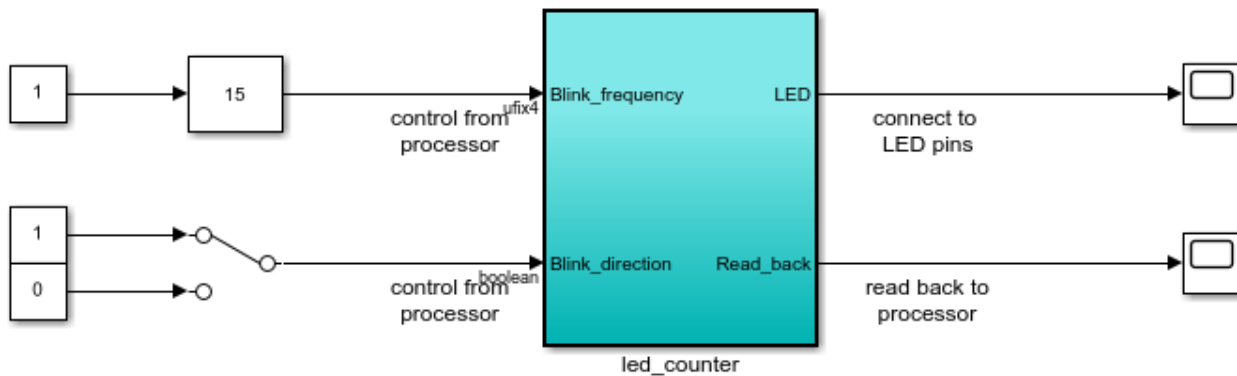 1
15
ufix4
Blink_frequency
LED
control from
processor
connect to
LED pins
1
0
boolean
Blink_direction
Read_back
control from
processor
read back to
processor
led_counter